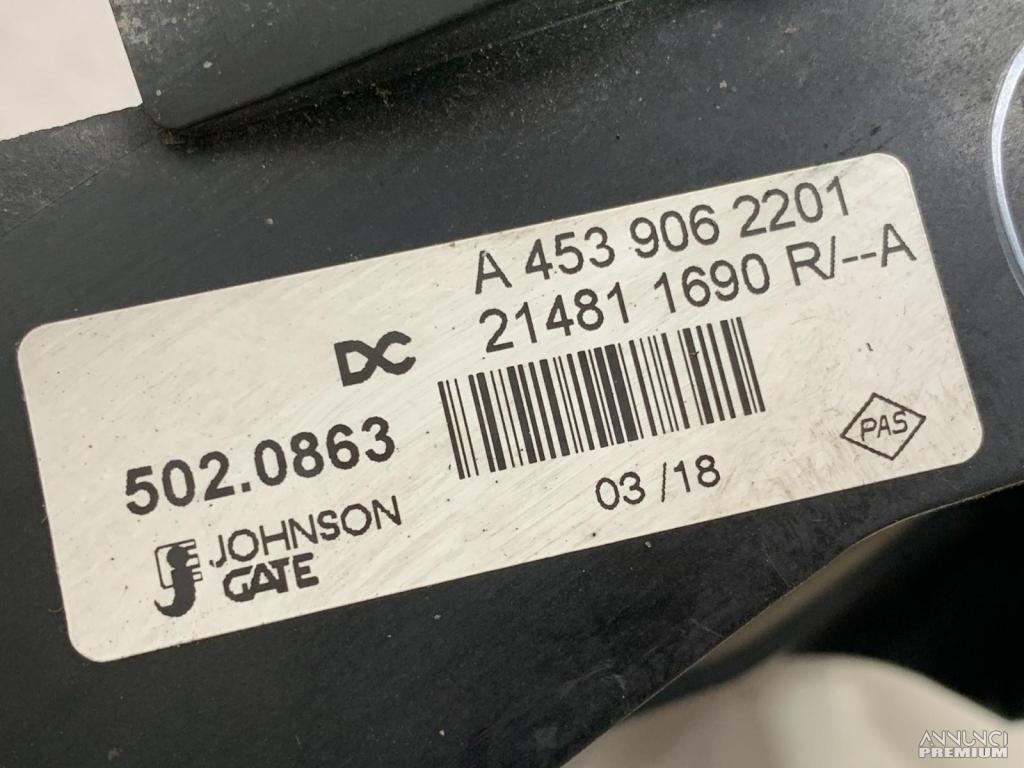 A 453 906 2201
21481 1690 R/--A
DC
502.0863
03 /18
PAS
JOHNSON
GATE
ANNUNCI
PREMIUM